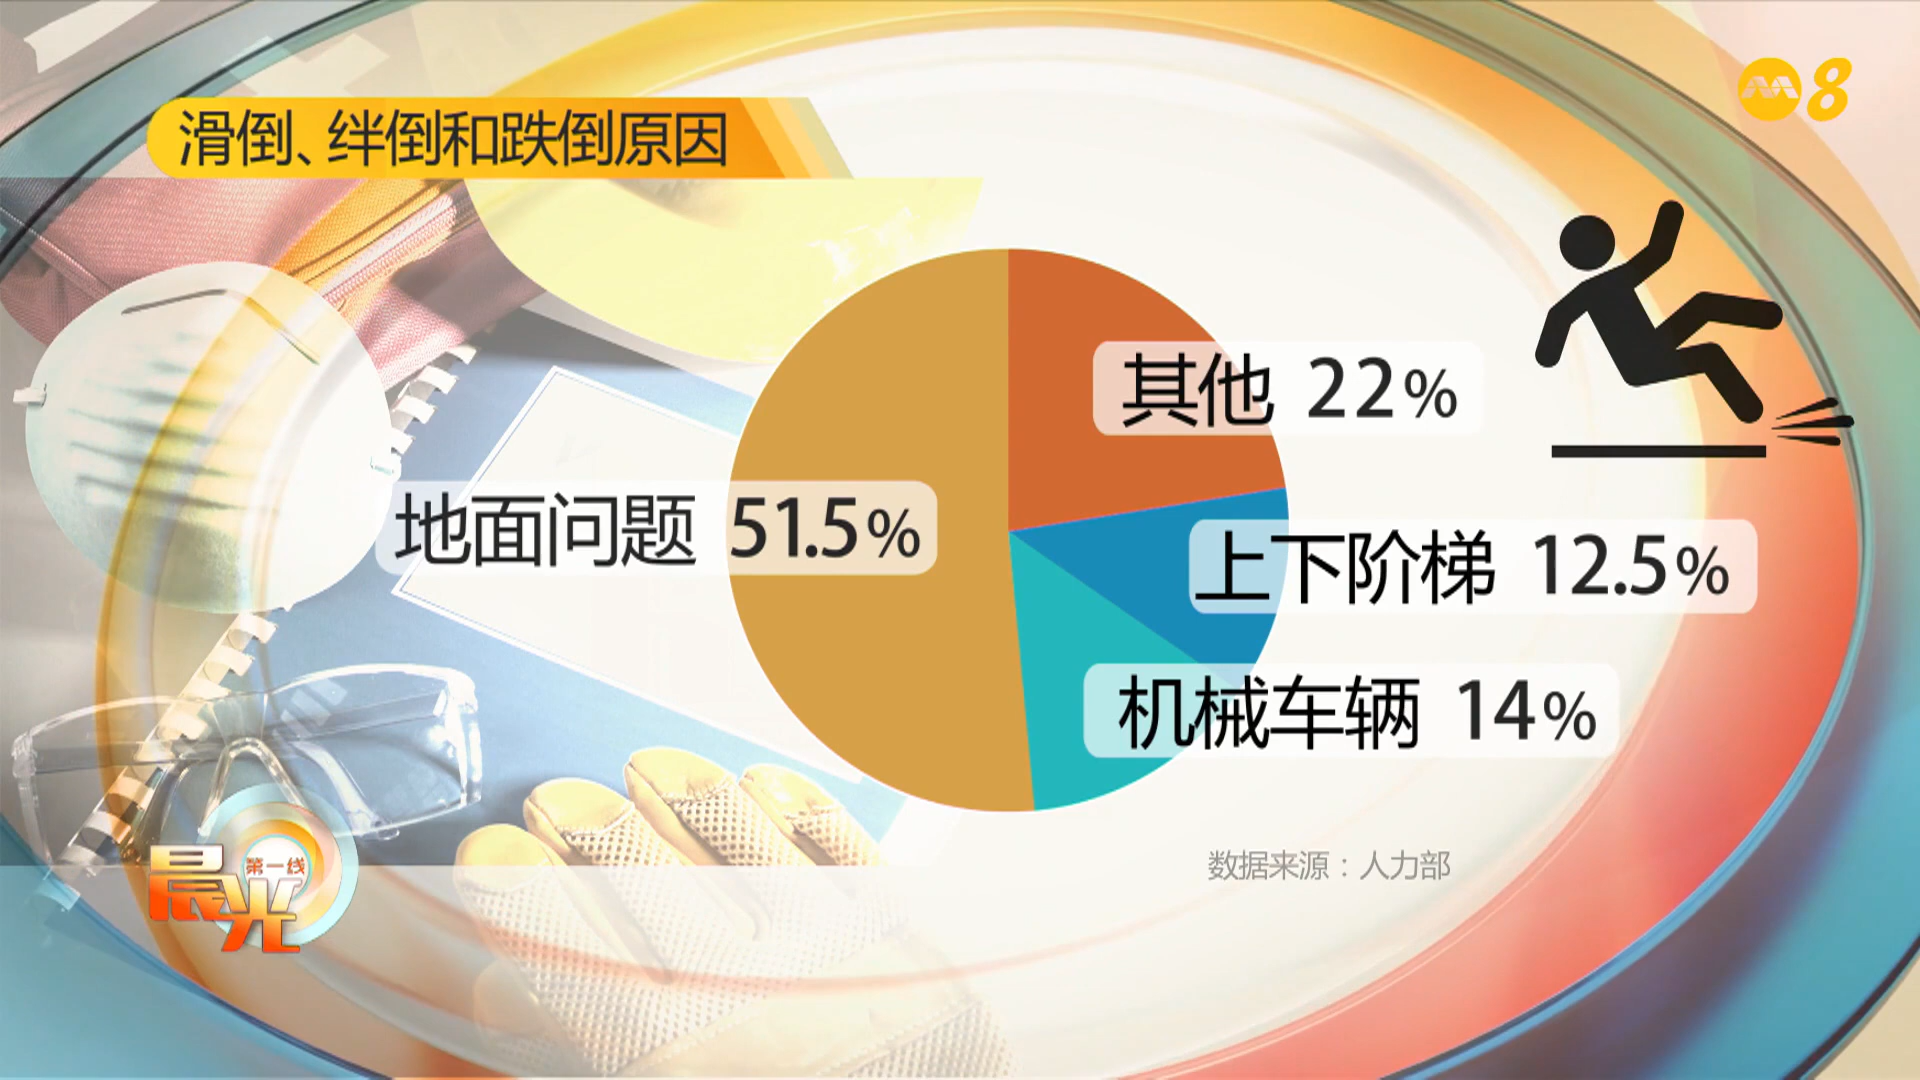 8
滑倒、绊倒和跌倒原因
其他 22%
地面问题 51.5%
上下阶梯 12.5%
机械车辆 14%
数据来源：人力部
晨光
第一线